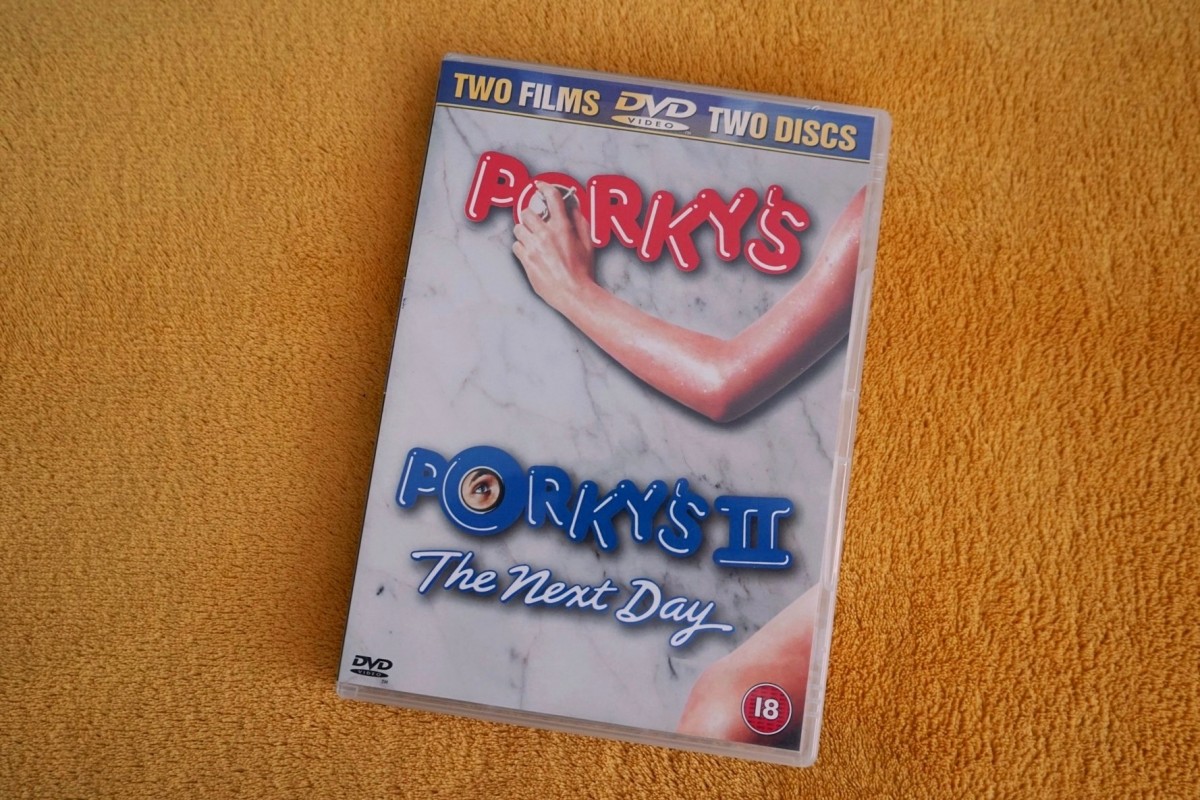 TWO FILMS DVD VIDEO TWO DISCS
PORKY'S
PORKY'S II
The Next Day
DVD
VIDEO
18